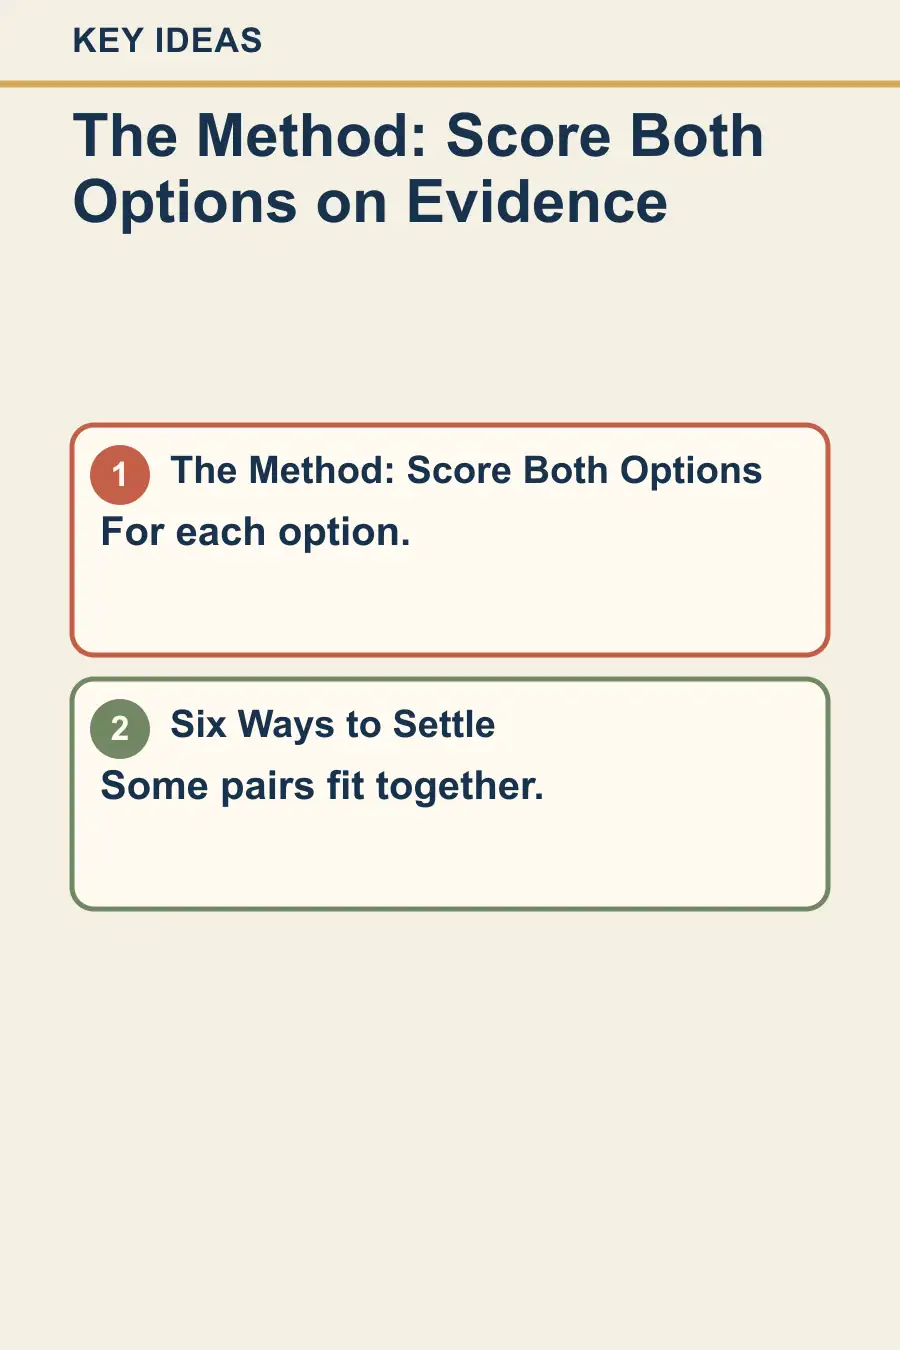 KEY IDEAS
The Method: Score Both
Options on Evidence
1 The Method: Score Both Options
For each option.
2 Six Ways to Settle
Some pairs fit together.